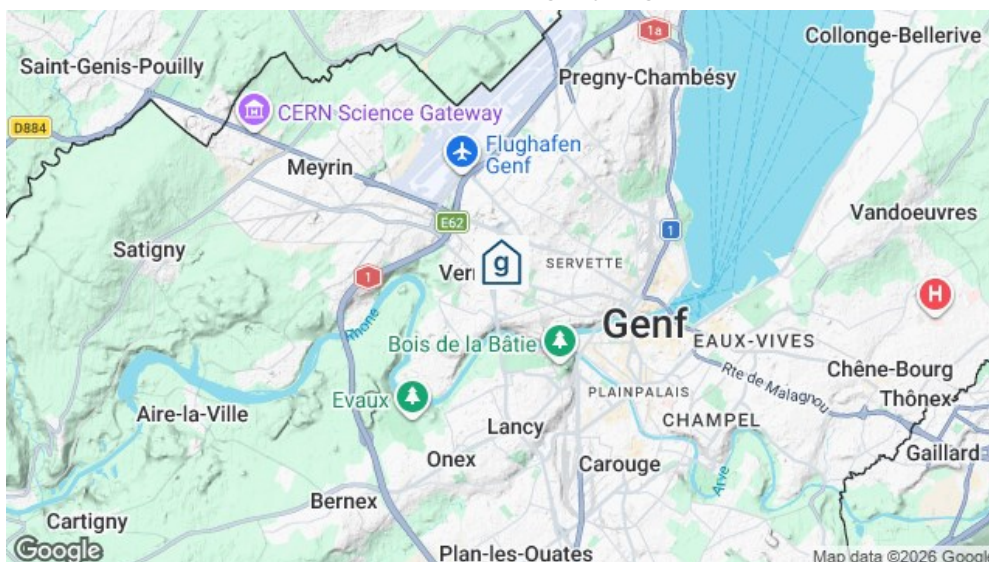 1a
Collonge-Bellerive
Saint-Genis-Pouilly
Pregny-Chambésy
CERN Science Gateway
D884
Flughafen
Genf
Meyrin
E62
Vandoeuvres
1
Satigny
SERVETTE
1
g
H
Rhone
Genf
Bois de la Bâtie
EAUX-VIVES
Chêne-Bourg
Rte de Malagnou
Evaux
PLAINPALAIS
Thônex
Aire-la-Ville
CHAMPEL
Lancy
Gaillard
Onex
Carouge
Arve
Bernex
Cartigny
Google
Plan-les-Ouates
Map data ©2026 Google